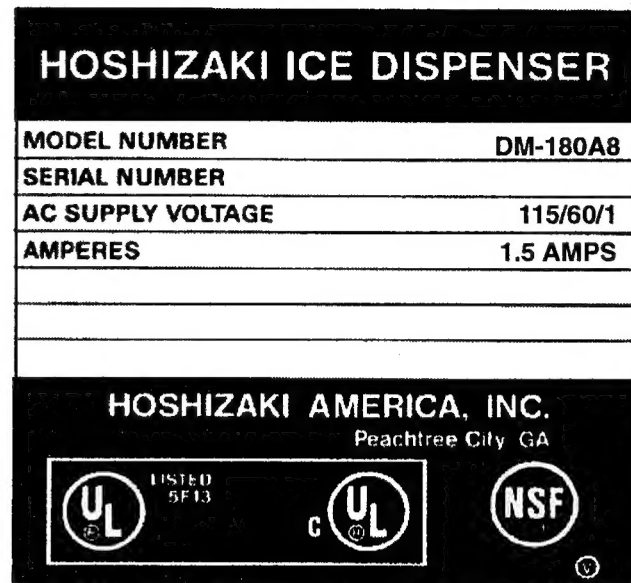 HOSHIZAKI ICE DISPENSER
MODEL NUMBER DM-180A8
SERIAL NUMBER
AC SUPPLY VOLTAGE 115/60/1
AMPERES 1.5 AMPS
HOSHIZAKI AMERICA, INC.
Peachtree City GA
LISTED
5F13
UL
C UL
NSF
V